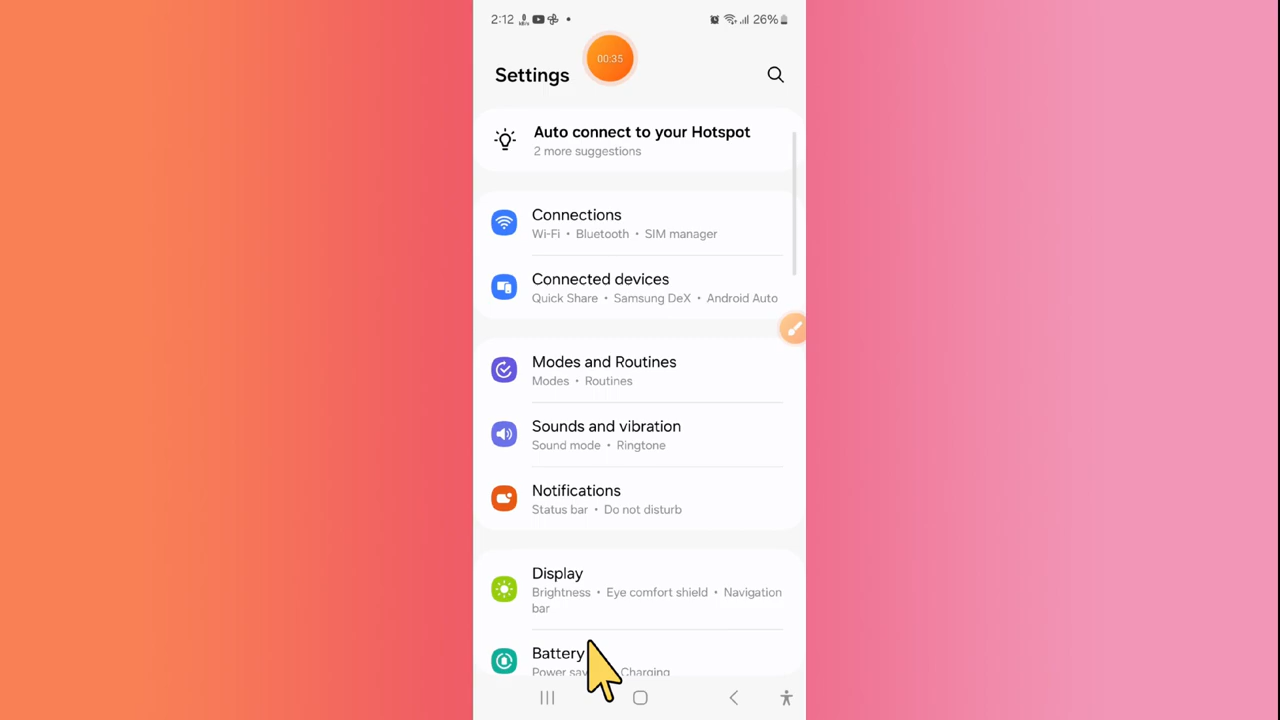 2:12 26%
00:35
Settings
Auto connect to your Hotspot
2 more suggestions
Connections
Wi-Fi • Bluetooth • SIM manager
Connected devices
Quick Share • Samsung DeX • Android Auto
Modes and Routines
Modes • Routines
Sounds and vibration
Sound mode • Ringtone
Notifications
Status bar • Do not disturb
Display
Brightness • Eye comfort shield • Navigation
bar
Battery
Power Charging